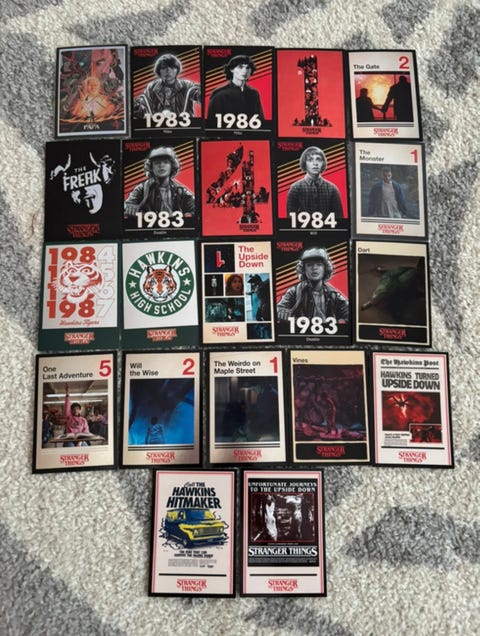 PAPA
STRANGER THINGS
1983
Mike
STRANGER THINGS
1986
Mike
The Gate
2
STRANGER THINGS
THE FREAK
STRANGER THINGS
STRANGER THINGS
1983
Dustin
STRANGER THINGS
STRANGER THINGS
1984
Will
The Monster
1
STRANGER THINGS
Hawkins Tigers
STRANGER THINGS
HAWKINS
HIGH SCHOOL
STRANGER THINGS
The
Upside
Down
STRANGER THINGS
STRANGER THINGS
1983
Dustin
Dart
STRANGER THINGS
One
Last Adventure
5
STRANGER THINGS
Will
the Wise
2
STRANGER THINGS
The Weirdo on
Maple Street
1
STRANGER THINGS
Vines
STRANGER THINGS
The Hawkins Post
HAWKINS TURNED
UPSIDE DOWN
STRANGER THINGS
Call THE
HAWKINS
HITMAKER
STRANGER THINGS
UNFORTUNATE JOURNEYS
TO THE UPSIDE DOWN
STRANGER THINGS
STRANGER THINGS